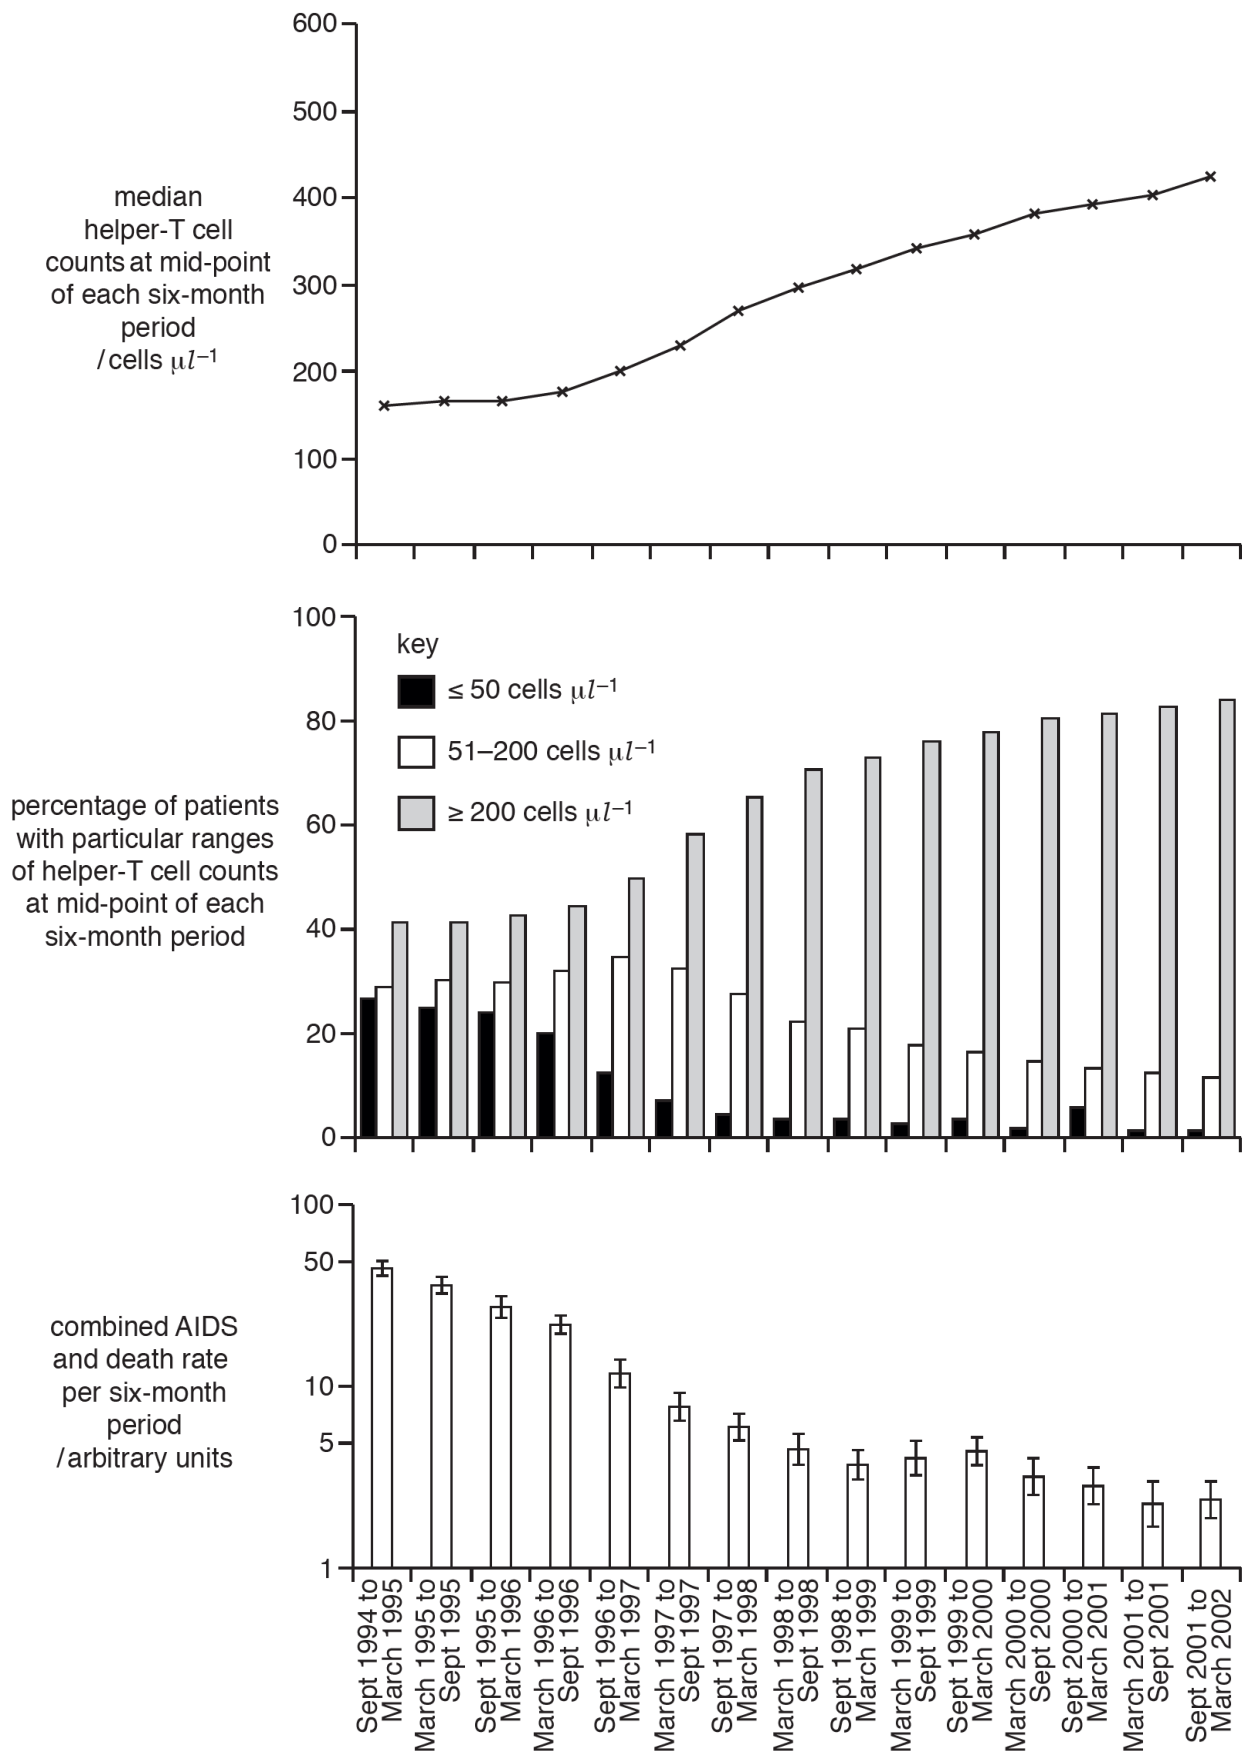 600
500
400
300
200
100
0
median
helper-T cell
counts at mid-point
of each six-month
period
/cells μl⁻¹
100
80
60
40
20
0
key
≤ 50 cells μl⁻¹
51–200 cells μl⁻¹
≥ 200 cells μl⁻¹
percentage of patients
with particular ranges
of helper-T cell counts
at mid-point of each
six-month period
100
50
10
5
1
combined AIDS
and death rate
per six-month
period
/arbitrary units
Sept 1994 to
March 1995
March 1995 to
Sept 1995
Sept 1995 to
March 1996
March 1996 to
Sept 1996
Sept 1996 to
March 1997
March 1997 to
Sept 1997
Sept 1997 to
March 1998
March 1998 to
Sept 1998
Sept 1998 to
March 1999
March 1999 to
Sept 1999
Sept 1999 to
March 2000
March 2000 to
Sept 2000
Sept 2000 to
March 2001
March 2001 to
Sept 2001
Sept 2001 to
March 2002